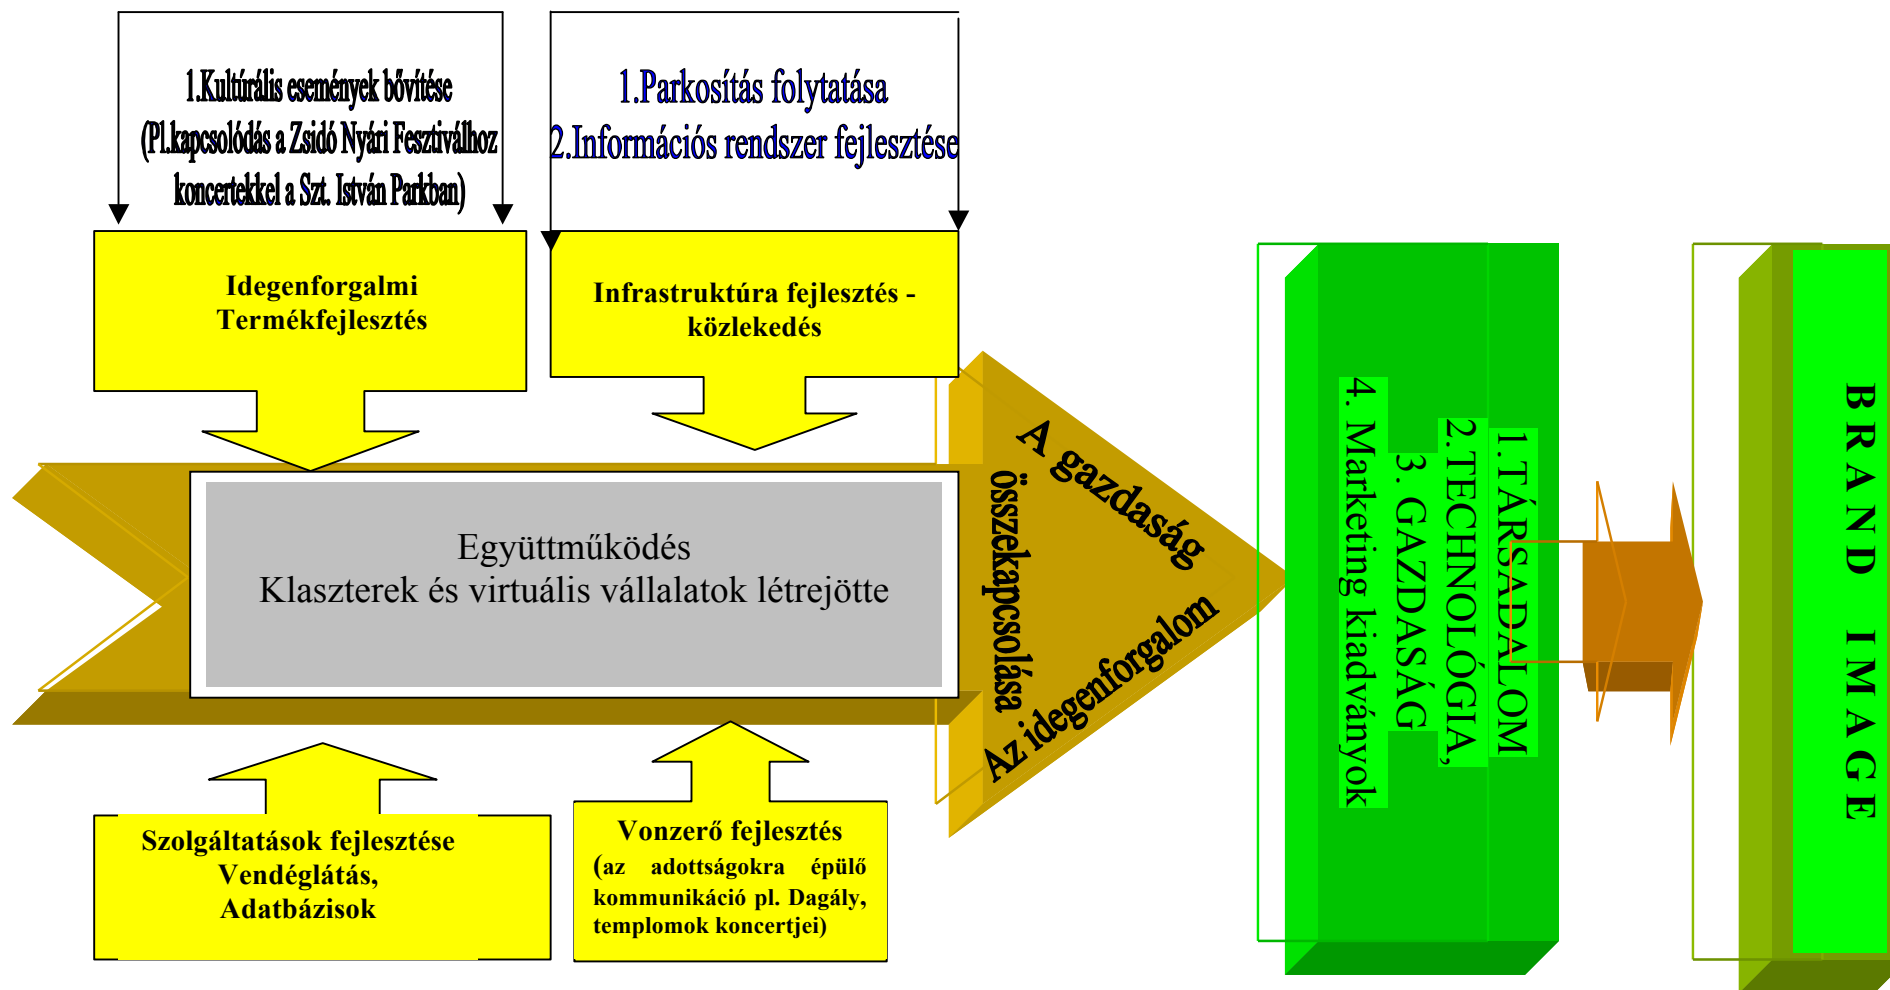 1.Kultúrális események bővítése
(Pl.kapcsolódás a Zsidó Nyári Fesztiválhoz
koncertekkel a Szt. István Parkban)
1.Parkosítás folytatása
2.Információs rendszer fejlesztése
Idegenforgalmi
Termékfejlesztés
Infrastruktúra fejlesztés -
közlekedés
Együttműködés
Klaszterek és virtuális vállalatok létrejötte
A gazdaság
összekapcsolása
Az idegenforgalom
Szolgáltatások fejlesztése
Vendéglátás,
Adatbázisok
Vonzerő fejlesztés
(az adottságokra épülő
kommunikáció pl. Dagály,
templomok koncertjei)
1.TÁRSADALOM
2.TECHNOLÓGIA,
3. GAZDASÁG
4. Marketing kiadványok
BRAND IMAGE